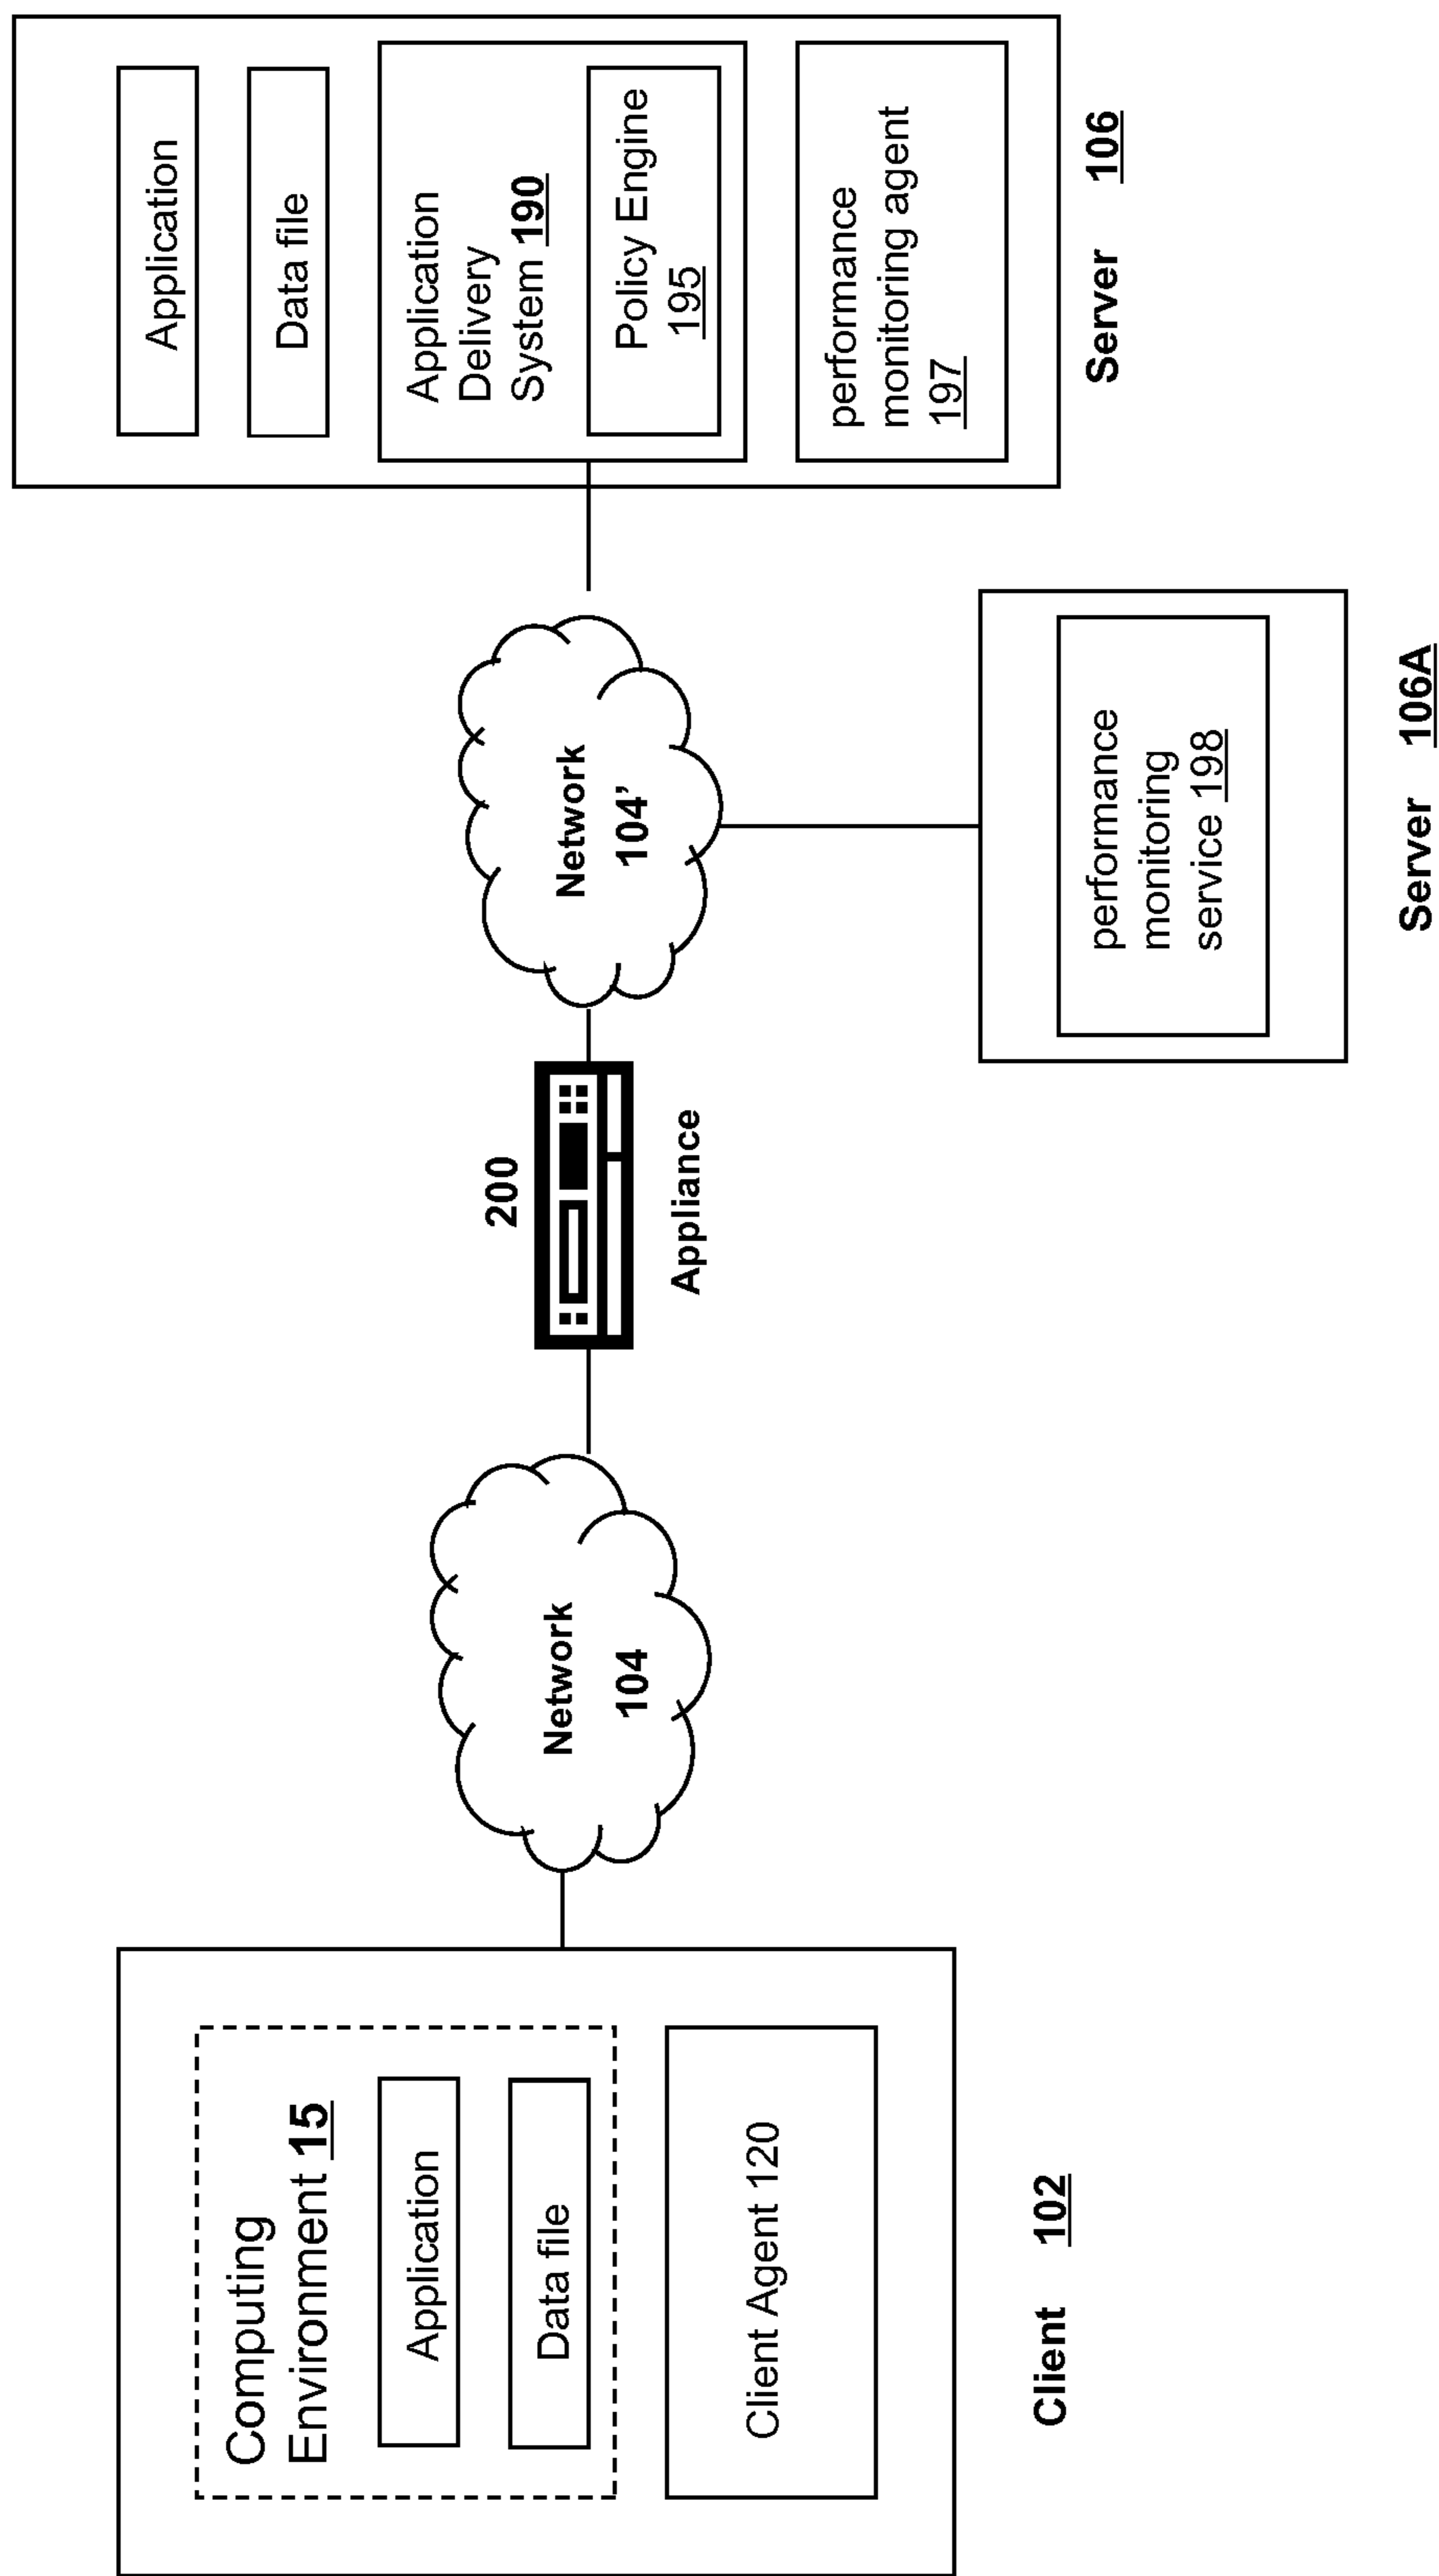 Computing
Environment 15
Application
Data file
Client Agent 120
Client 102
Network
104
200
Appliance
Network
104’
performance
monitoring
service 198
Server 106A
Application
Data file
Application
Delivery
System 190
Policy Engine
195
performance
monitoring agent
197
Server 106